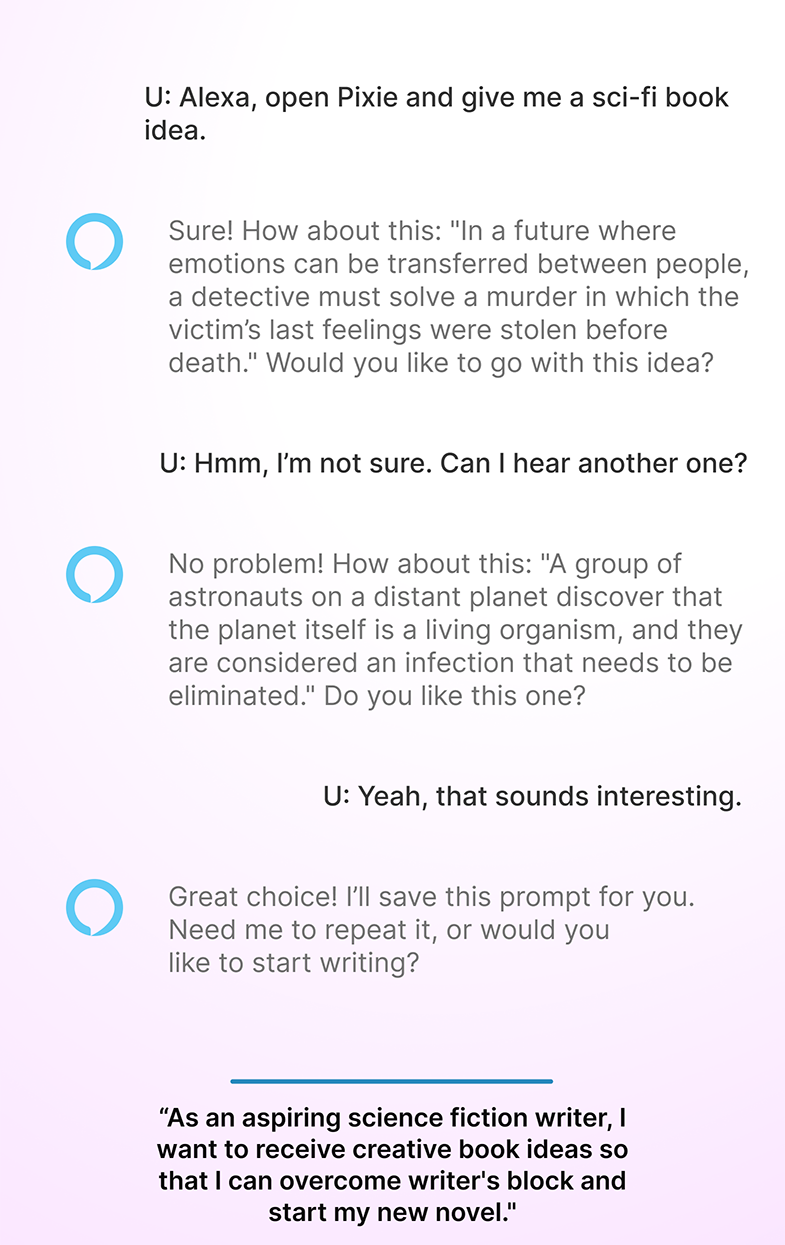 U: Alexa, open Pixie and give me a sci-fi book
idea.
Sure! How about this: "In a future where
emotions can be transferred between people,
a detective must solve a murder in which the
victim’s last feelings were stolen before
death." Would you like to go with this idea?
U: Hmm, I’m not sure. Can I hear another one?
No problem! How about this: "A group of
astronauts on a distant planet discover that
the planet itself is a living organism, and they
are considered an infection that needs to be
eliminated." Do you like this one?
U: Yeah, that sounds interesting.
Great choice! I’ll save this prompt for you.
Need me to repeat it, or would you
like to start writing?
“As an aspiring science fiction writer, I
want to receive creative book ideas so
that I can overcome writer's block and
start my new novel."